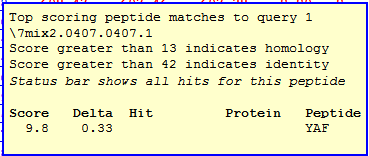 Top scoring peptide matches to query 1
\7mix2.0407.0407.1
Score greater than 13 indicates homology
Score greater than 42 indicates identity
Status bar shows all hits for this peptide
Score Delta Hit Protein Peptide
9.8 0.33 YAF